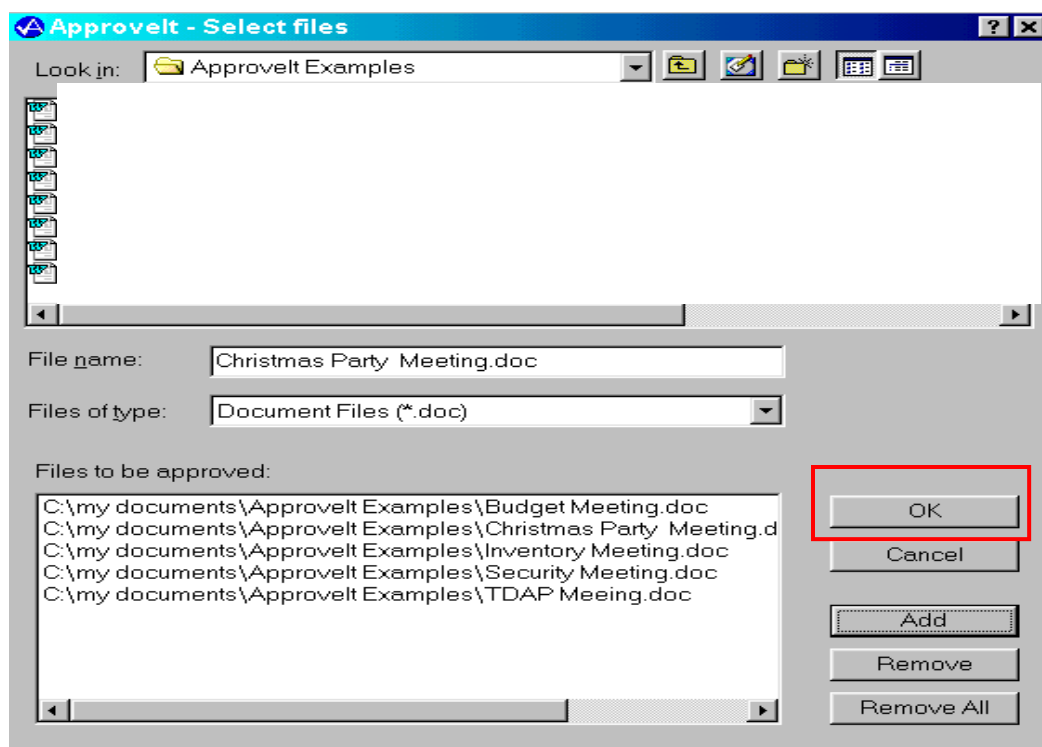 ApproveIt - Select files
Look in: ApproveIt Examples
File name: Christmas Party  Meeting.doc
Files of type: Document Files (*.doc)
Files to be approved:
C:\my documents\ApproveIt Examples\Budget Meeting.doc
C:\my documents\ApproveIt Examples\Christmas Party  Meeting.d
C:\my documents\ApproveIt Examples\Inventory Meeting.doc
C:\my documents\ApproveIt Examples\Security Meeting.doc
C:\my documents\ApproveIt Examples\TDAP Meeing.doc
OK
Cancel
Add
Remove
Remove All